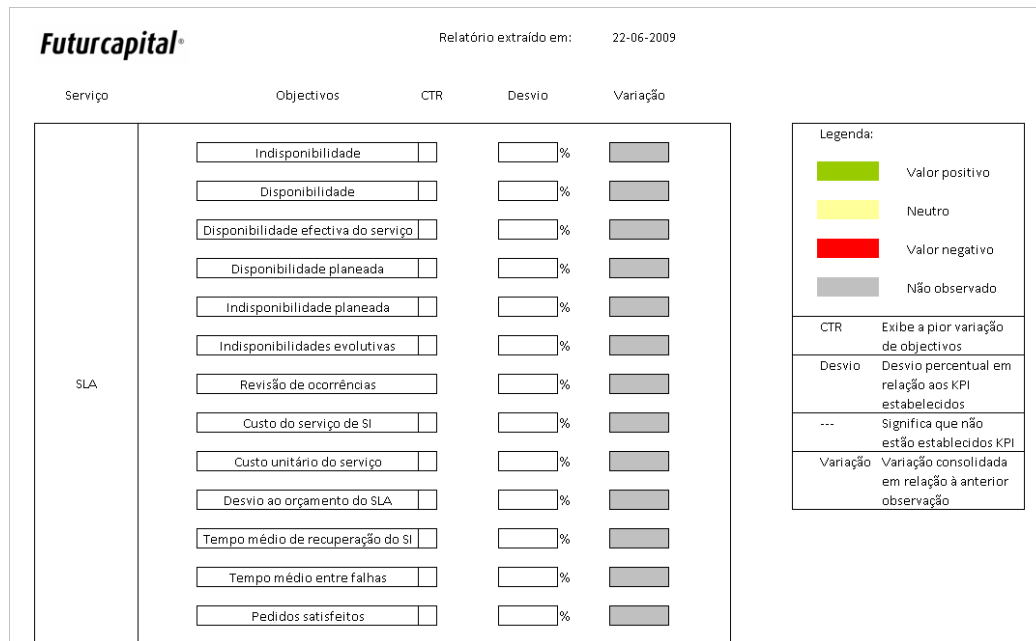 Futurcapital®
Relatório extraído em: 22-06-2009
Serviço Objectivos CTR Desvio Variação
SLA
Indisponibilidade %
Disponibilidade %
Disponibilidade efectiva do serviço %
Disponibilidade planeada %
Indisponibilidade planeada %
Indisponibilidades evolutivas %
Revisão de ocorrências %
Custo do serviço de SI %
Custo unitário do serviço %
Desvio ao orçamento do SLA %
Tempo médio de recuperação do SI %
Tempo médio entre falhas %
Pedidos satisfeitos %
Legenda:
Valor positivo
Neutro
Valor negativo
Não observado
CTR Exibe a pior variação
de objectivos
Desvio Desvio percentual em
relação aos KPI
estabelecidos
--- Significa que não
estão establecidos KPI
Variação Variação consolidada
em relação à anterior
observação